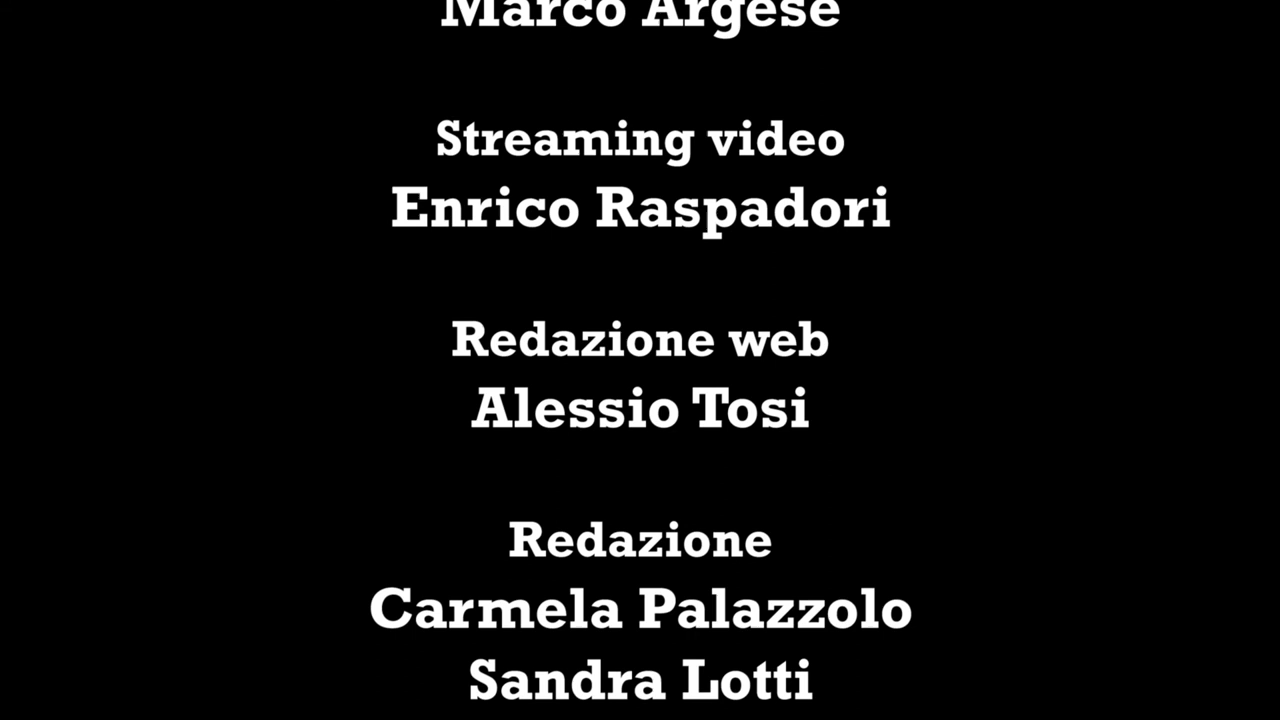 Marco Argese
Streaming video
Enrico Raspadori
Redazione web
Alessio Tosi
Redazione
Carmela Palazzolo
Sandra Lotti